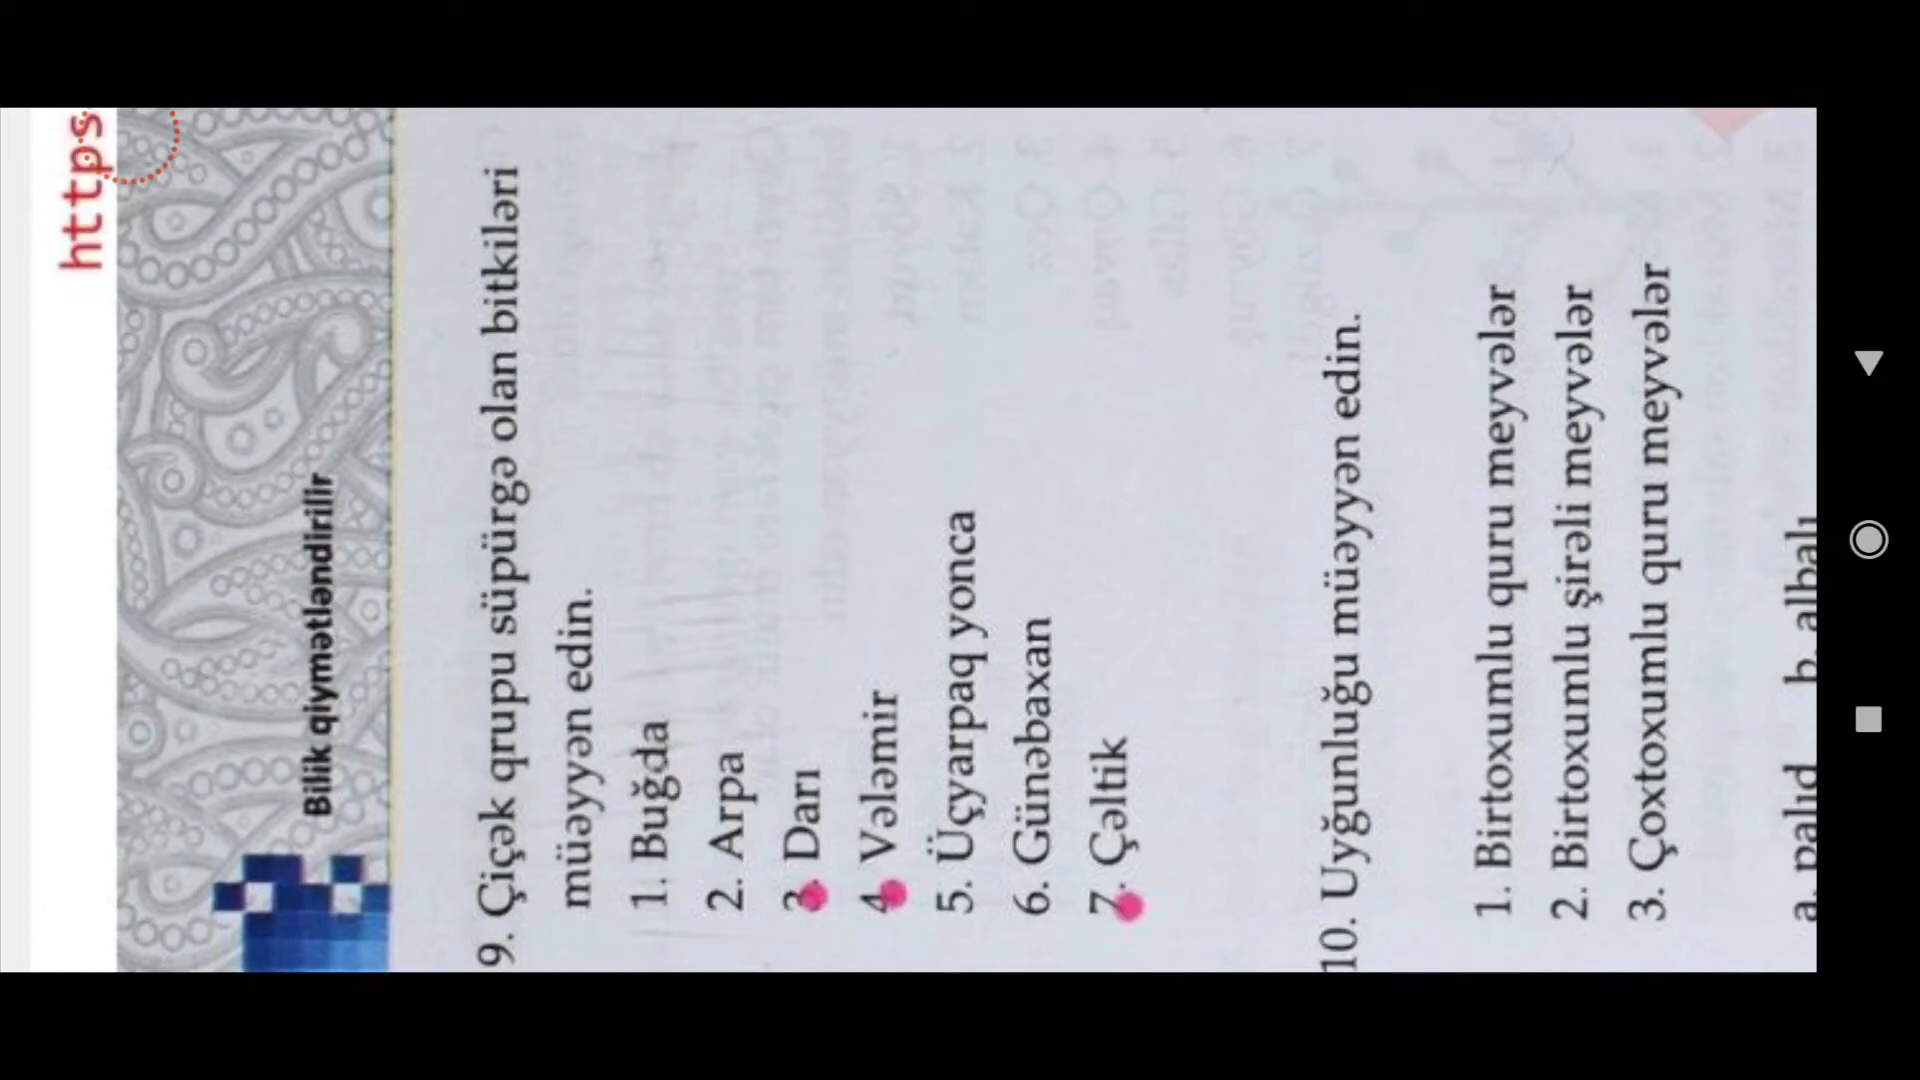 https
Bilik qiymətləndirilir
9. Çiçək qrupu süpürgə olan bitkiləri
müəyyən edin.
1. Buğda
2. Arpa
3. Darı
4. Vələmir
5. Üçyarpaq yonca
6. Günəbaxan
7. Çəltik
10. Uyğunluğu müəyyən edin.
1. Birtoxumlu quru meyvələr
2. Birtoxumlu şirəli meyvələr
3. Çoxtoxumlu quru meyvələr
a. palıd b. albalı